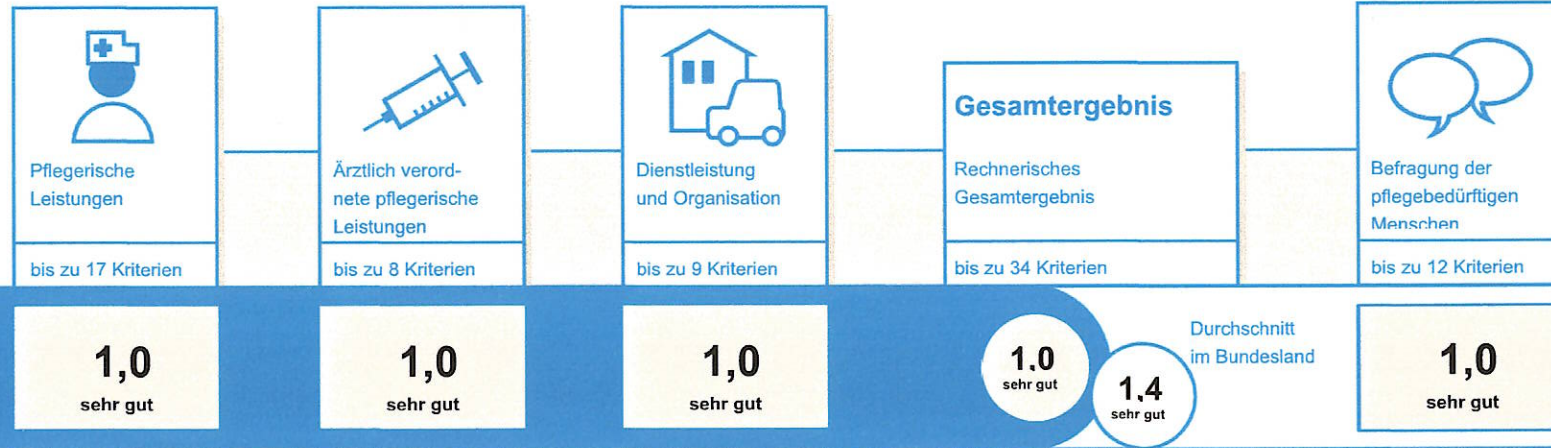 Pflegerische
Leistungen
bis zu 17 Kriterien
1,0
sehr gut
Ärztlich verord-
nete pflegerische
Leistungen
bis zu 8 Kriterien
1,0
sehr gut
Dienstleistung
und Organisation
bis zu 9 Kriterien
1,0
sehr gut
Gesamtergebnis
Rechnerisches
Gesamtergebnis
bis zu 34 Kriterien
1,0
sehr gut
1,4
sehr gut
Durchschnitt
im Bundesland
Befragung der
pflegebedürftigen
Menschen
bis zu 12 Kriterien
1,0
sehr gut